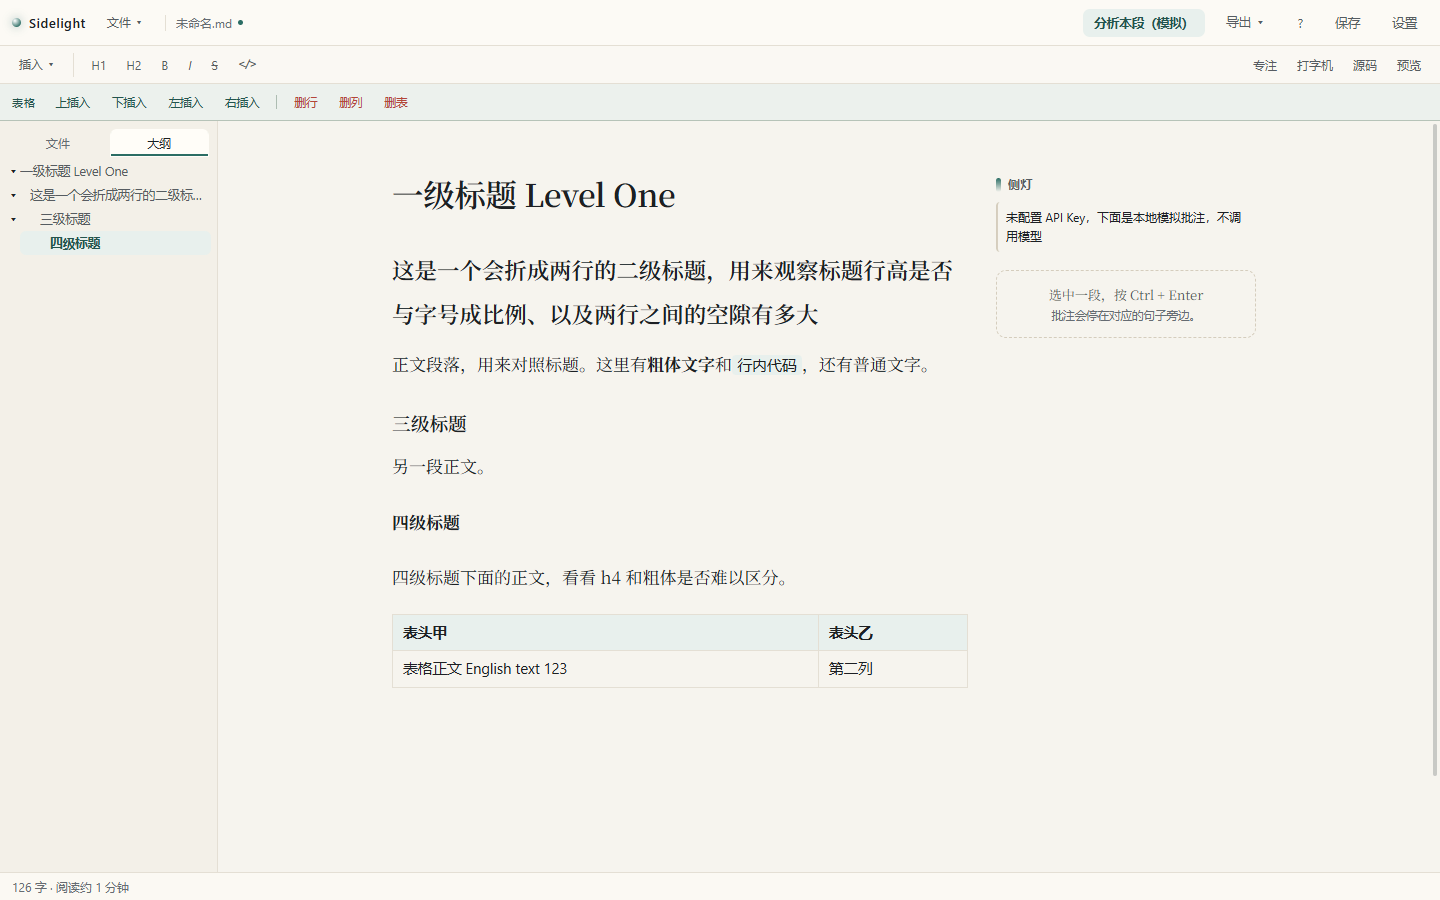 Sidelight 文件 未命名.md 分析本段（模拟） 导出 ? 保存 设置
插入 H1 H2 B I S </> 专注 打字机 源码 预览
表格 上插入 下插入 左插入 右插入 删行 删列 删表
文件 大纲
一级标题 Level One
这是一个会折成两行的二级标...
三级标题
四级标题
一级标题 Level One
这是一个会折成两行的二级标题，用来观察标题行高是否
与字号成比例、以及两行之间的空隙有多大
正文段落，用来对照标题。这里有粗体文字和 行内代码，还有普通文字。
三级标题
另一段正文。
四级标题
四级标题下面的正文，看看 h4 和粗体是否难以区分。
表头甲 表头乙
表格正文 English text 123 第二列
侧灯
未配置 API Key，下面是本地模拟批注，不调
用模型
选中一段，按 Ctrl + Enter
批注会停在对应的句子旁边。
126 字 · 阅读约 1 分钟